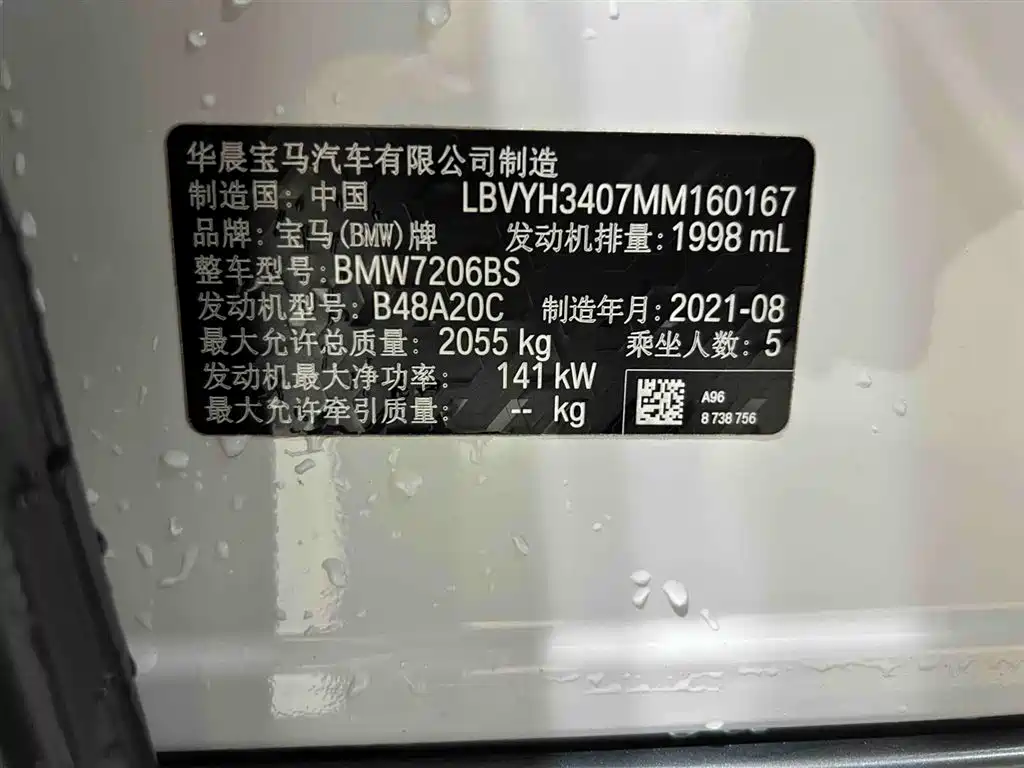 华晨宝马汽车有限公司制造
制造国：中国 LBVYH3407MM160167
品牌：宝马(BMW)牌 发动机排量：1998 mL
整车型号：BMW7206BS
发动机型号：B48A20C 制造年月：2021-08
最大允许总质量：2055 kg 乘坐人数：5
发动机最大净功率：141 kW
最大允许牵引质量：-- kg
A96
8 738 756